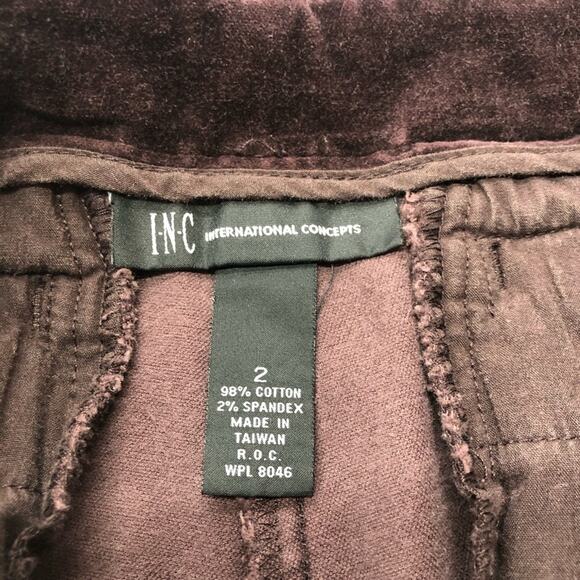 I·N·C INTERNATIONAL CONCEPTS
2
98% COTTON
2% SPANDEX
MADE IN
TAIWAN
R.O.C.
WPL 8046